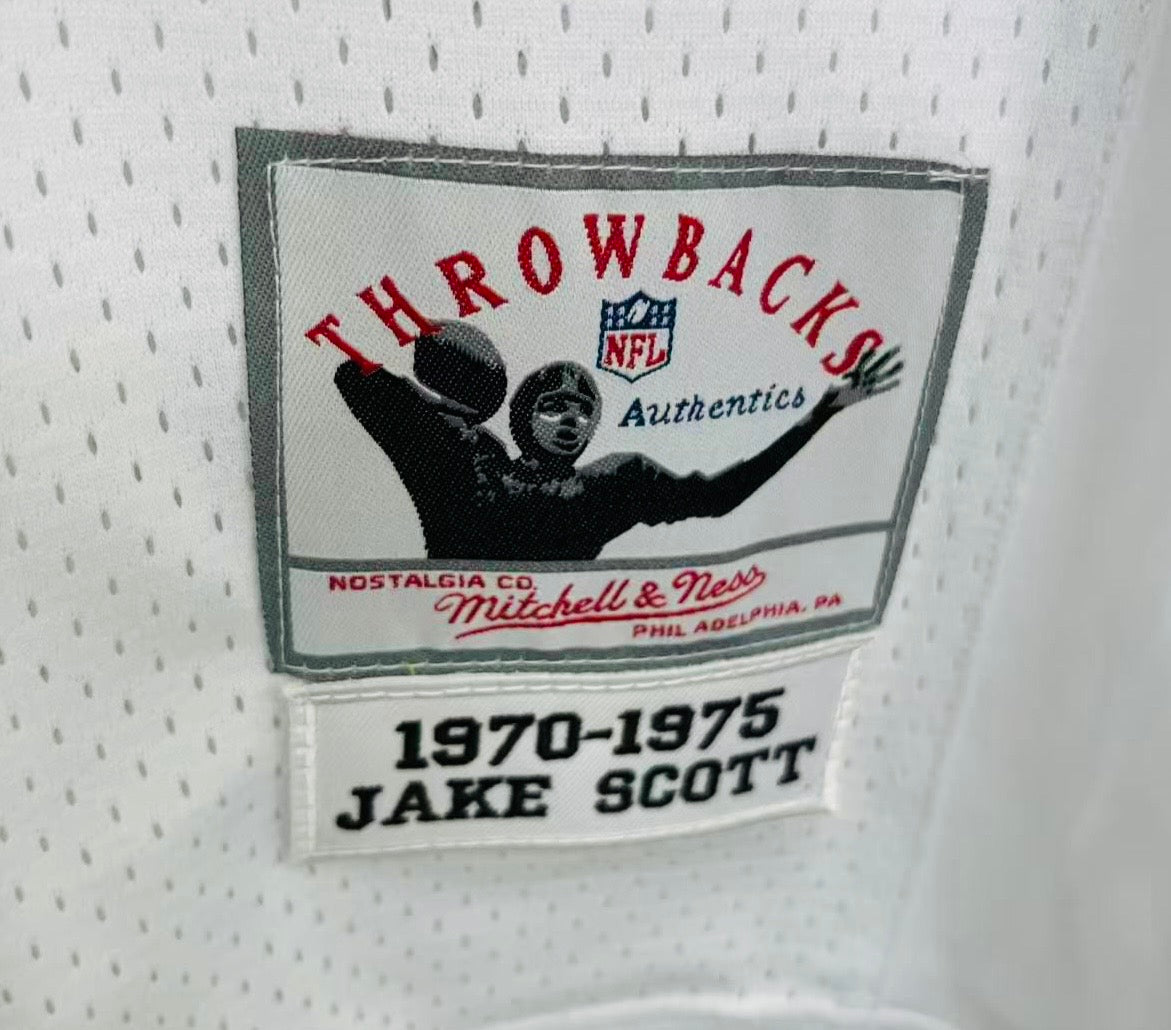 THROWBACKS
NFL
Authentics
NOSTALGIA CO.
Mitchell & Ness
PHILADELPHIA, PA
1970-1975
JAKE SCOTT